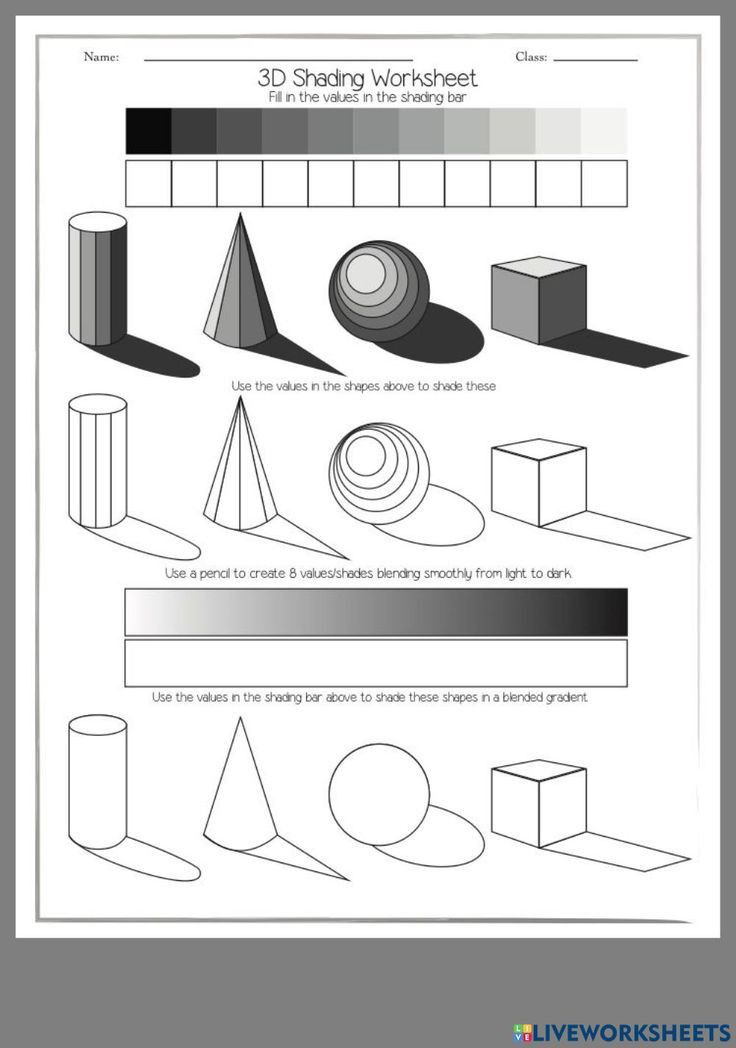 Name:
Class:
3D Shading Worksheet
Fill in the values in the shading bar
Use the values in the shapes above to shade these
Use a pencil to create 8 values/shades blending smoothly from light to dark.
Use the values in the shading bar above to shade these shapes in a blended gradient
LIVE LIVEWORKSHEETS